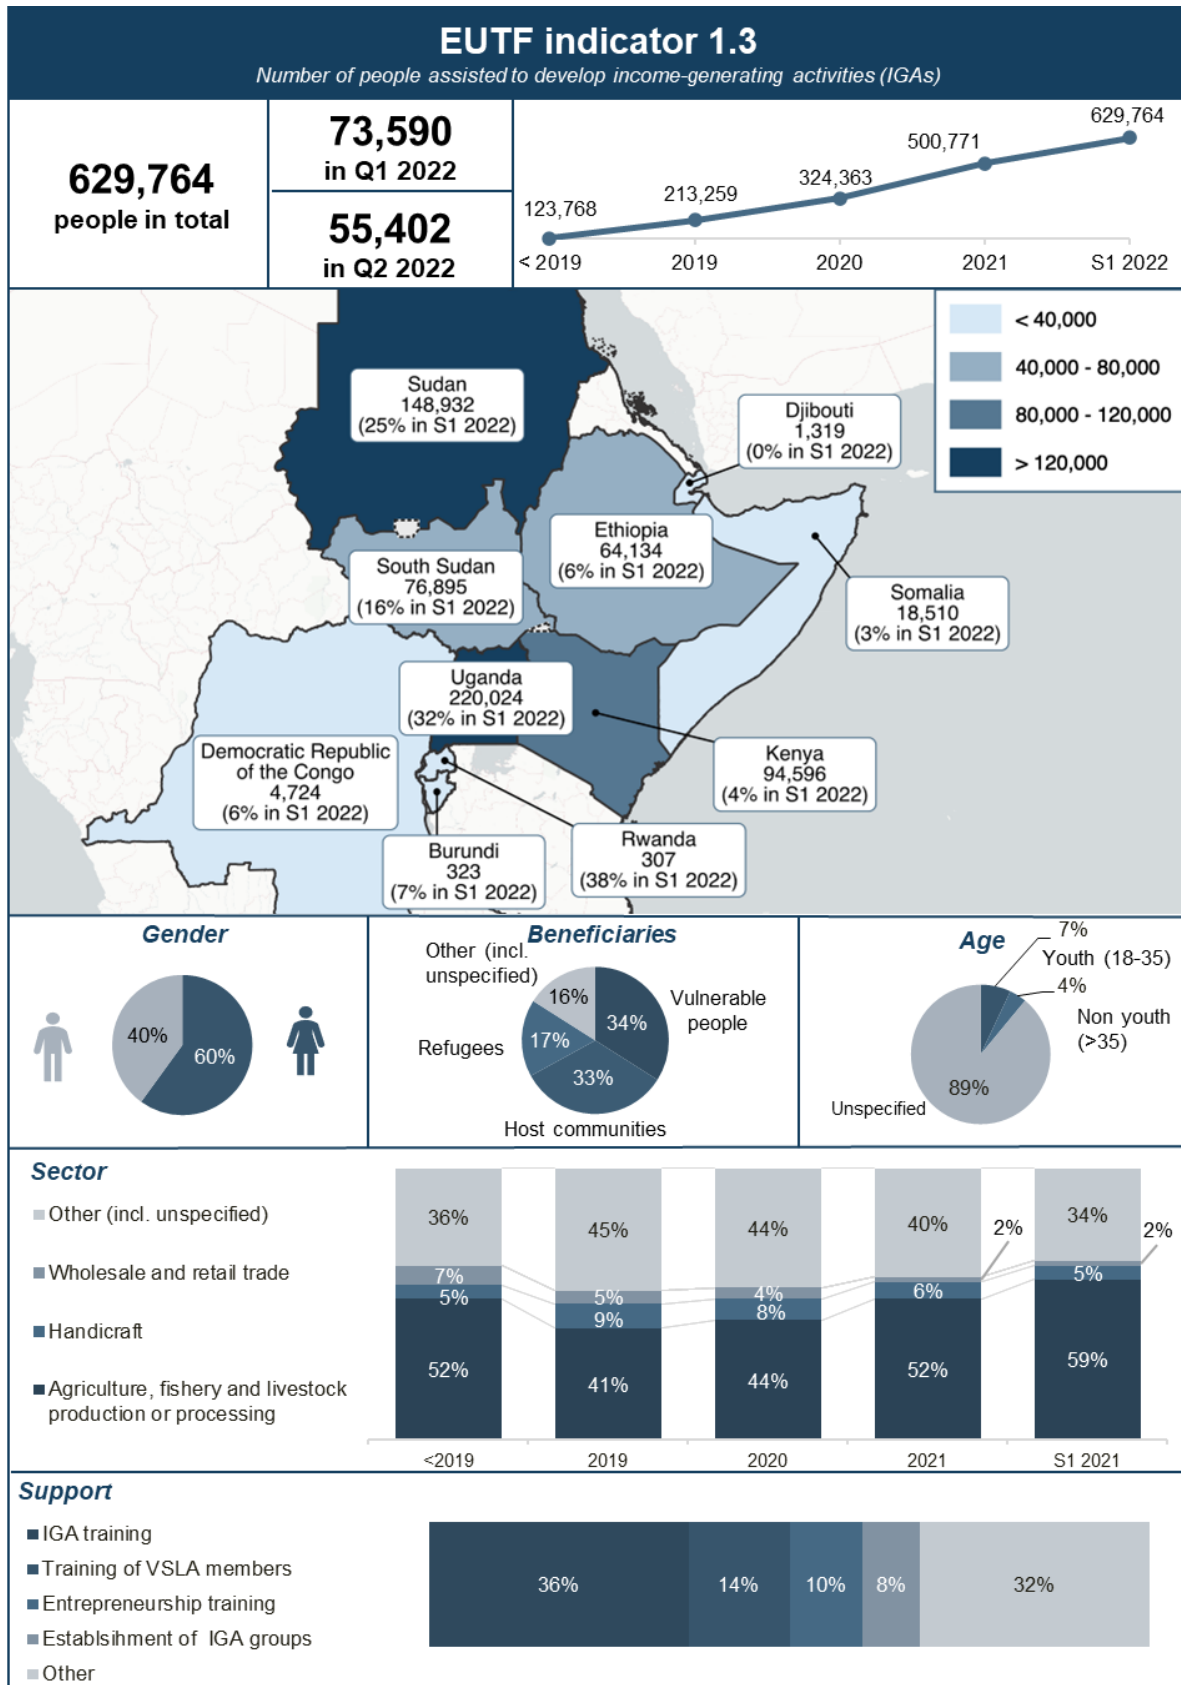 EUTF indicator 1.3
Number of people assisted to develop income-generating activities (IGAs)
629,764
people in total
73,590
in Q1 2022
55,402
in Q2 2022
123,768
213,259
324,363
500,771
629,764
< 2019
2019
2020
2021
S1 2022
< 40,000
40,000 - 80,000
80,000 - 120,000
> 120,000
Sudan
148,932
(25% in S1 2022)
Djibouti
1,319
(0% in S1 2022)
Ethiopia
64,134
(6% in S1 2022)
South Sudan
76,895
(16% in S1 2022)
Somalia
18,510
(3% in S1 2022)
Uganda
220,024
(32% in S1 2022)
Democratic Republic
of the Congo
4,724
(6% in S1 2022)
Kenya
94,596
(4% in S1 2022)
Burundi
323
(7% in S1 2022)
Rwanda
307
(38% in S1 2022)
Gender
40%
60%
Beneficiaries
Other (incl.
unspecified)
16%
34%
Vulnerable
people
Refugees
17%
33%
Host communities
Age
7%
Youth (18-35)
4%
Non youth
(>35)
89%
Unspecified
Sector
Other (incl. unspecified)
Wholesale and retail trade
Handicraft
Agriculture, fishery and livestock
production or processing
36%
7%
5%
52%
45%
5%
9%
41%
44%
4%
8%
44%
40%
2%
6%
52%
34%
2%
5%
59%
<2019
2019
2020
2021
S1 2021
Support
IGA training
Training of VSLA members
Entrepreneurship training
Establsihment of IGA groups
Other
36%
14%
10%
8%
32%